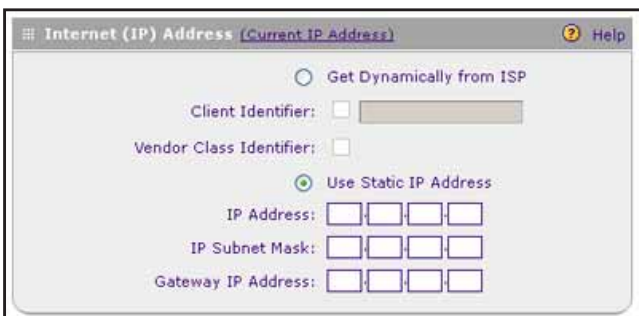 Internet (IP) Address (Current IP Address) ? Help
Get Dynamically from ISP
Client Identifier:
Vendor Class Identifier:
Use Static IP Address
IP Address:
IP Subnet Mask:
Gateway IP Address: